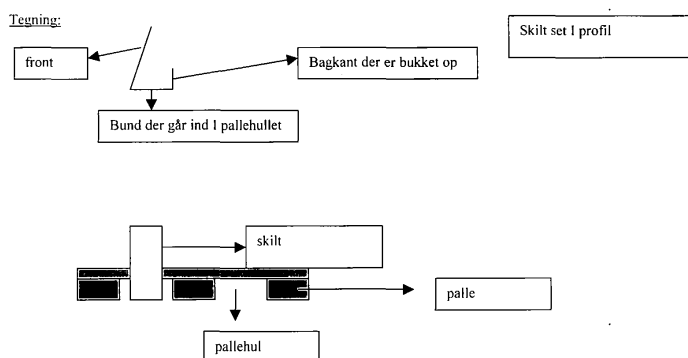 Tegning:
Skilt set I profil
front
Bagkant der er bukket op
Bund der går ind I pallehullet
skilt
palle
pallehul